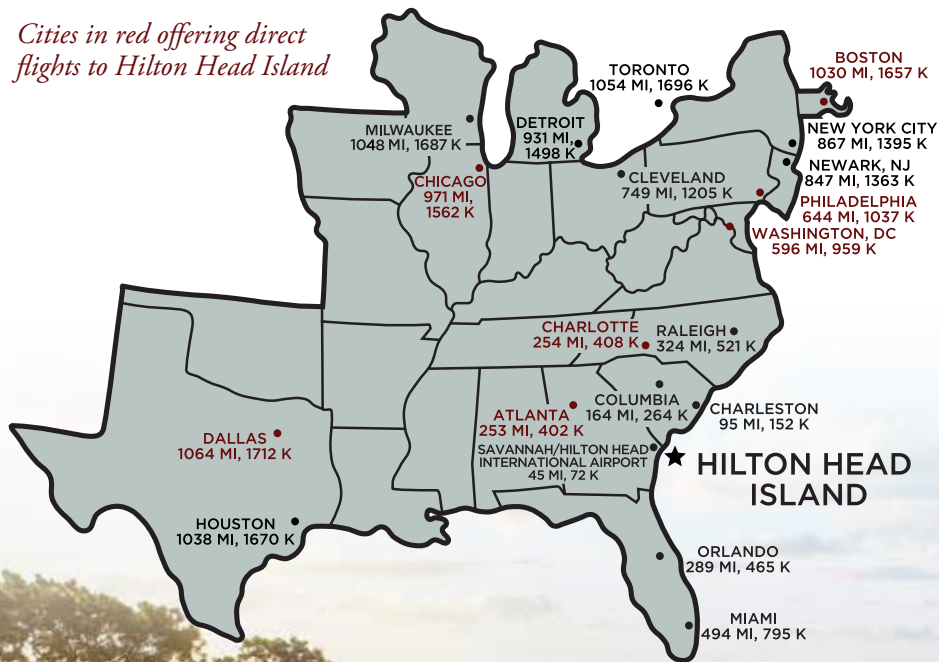 Cities in red offering direct
flights to Hilton Head Island
TORONTO
1054 MI, 1696 K
BOSTON
1030 MI, 1657 K
MILWAUKEE
1048 MI, 1687 K
DETROIT
931 MI,
1498 K
NEW YORK CITY
867 MI, 1395 K
NEWARK, NJ
847 MI, 1363 K
CHICAGO
971 MI,
1562 K
CLEVELAND
749 MI, 1205 K
PHILADELPHIA
644 MI, 1037 K
WASHINGTON, DC
596 MI, 959 K
CHARLOTTE
254 MI, 408 K
RALEIGH
324 MI, 521 K
COLUMBIA
164 MI, 264 K
CHARLESTON
95 MI, 152 K
ATLANTA
253 MI, 402 K
DALLAS
1064 MI, 1712 K
SAVANNAH/HILTON HEAD
INTERNATIONAL AIRPORT
45 MI, 72 K
HILTON HEAD
ISLAND
HOUSTON
1038 MI, 1670 K
ORLANDO
289 MI, 465 K
MIAMI
494 MI, 795 K